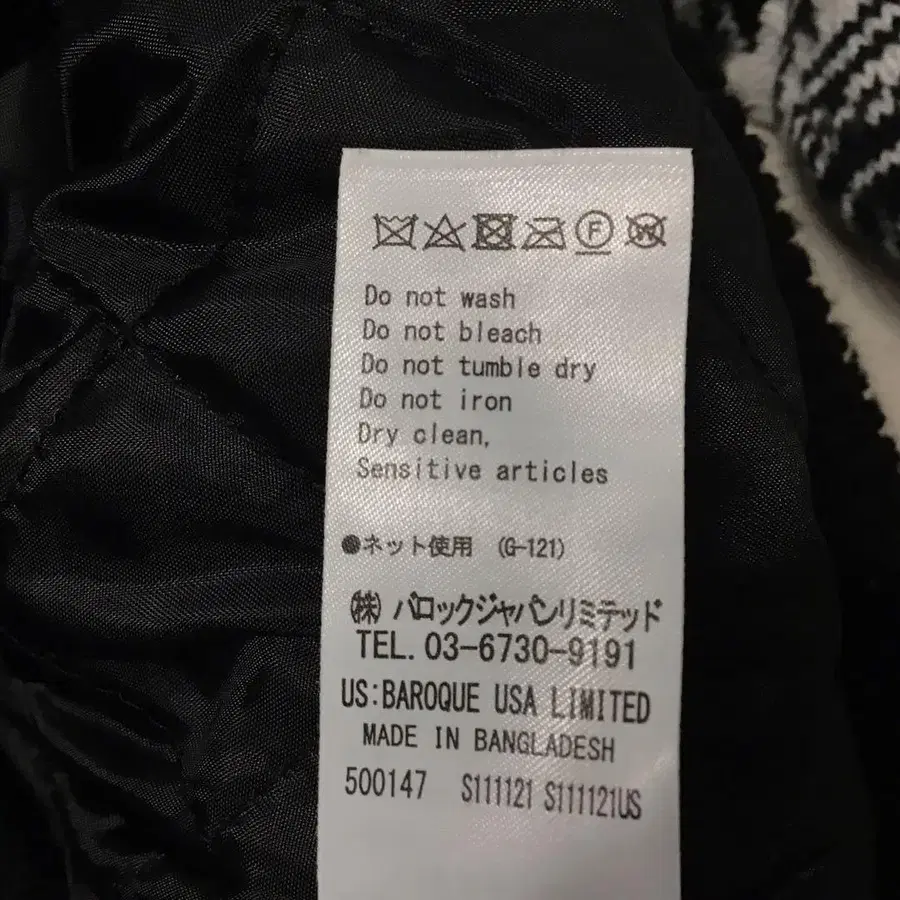 F W
Do not wash
Do not bleach
Do not tumble dry
Do not iron
Dry clean,
Sensitive articles
●ネット使用 (G-121)
㈱ バロックジャパンリミテッド
TEL. 03-6730-9191
US:BAROQUE USA LIMITED
MADE IN BANGLADESH
500147 S111121 S111121US